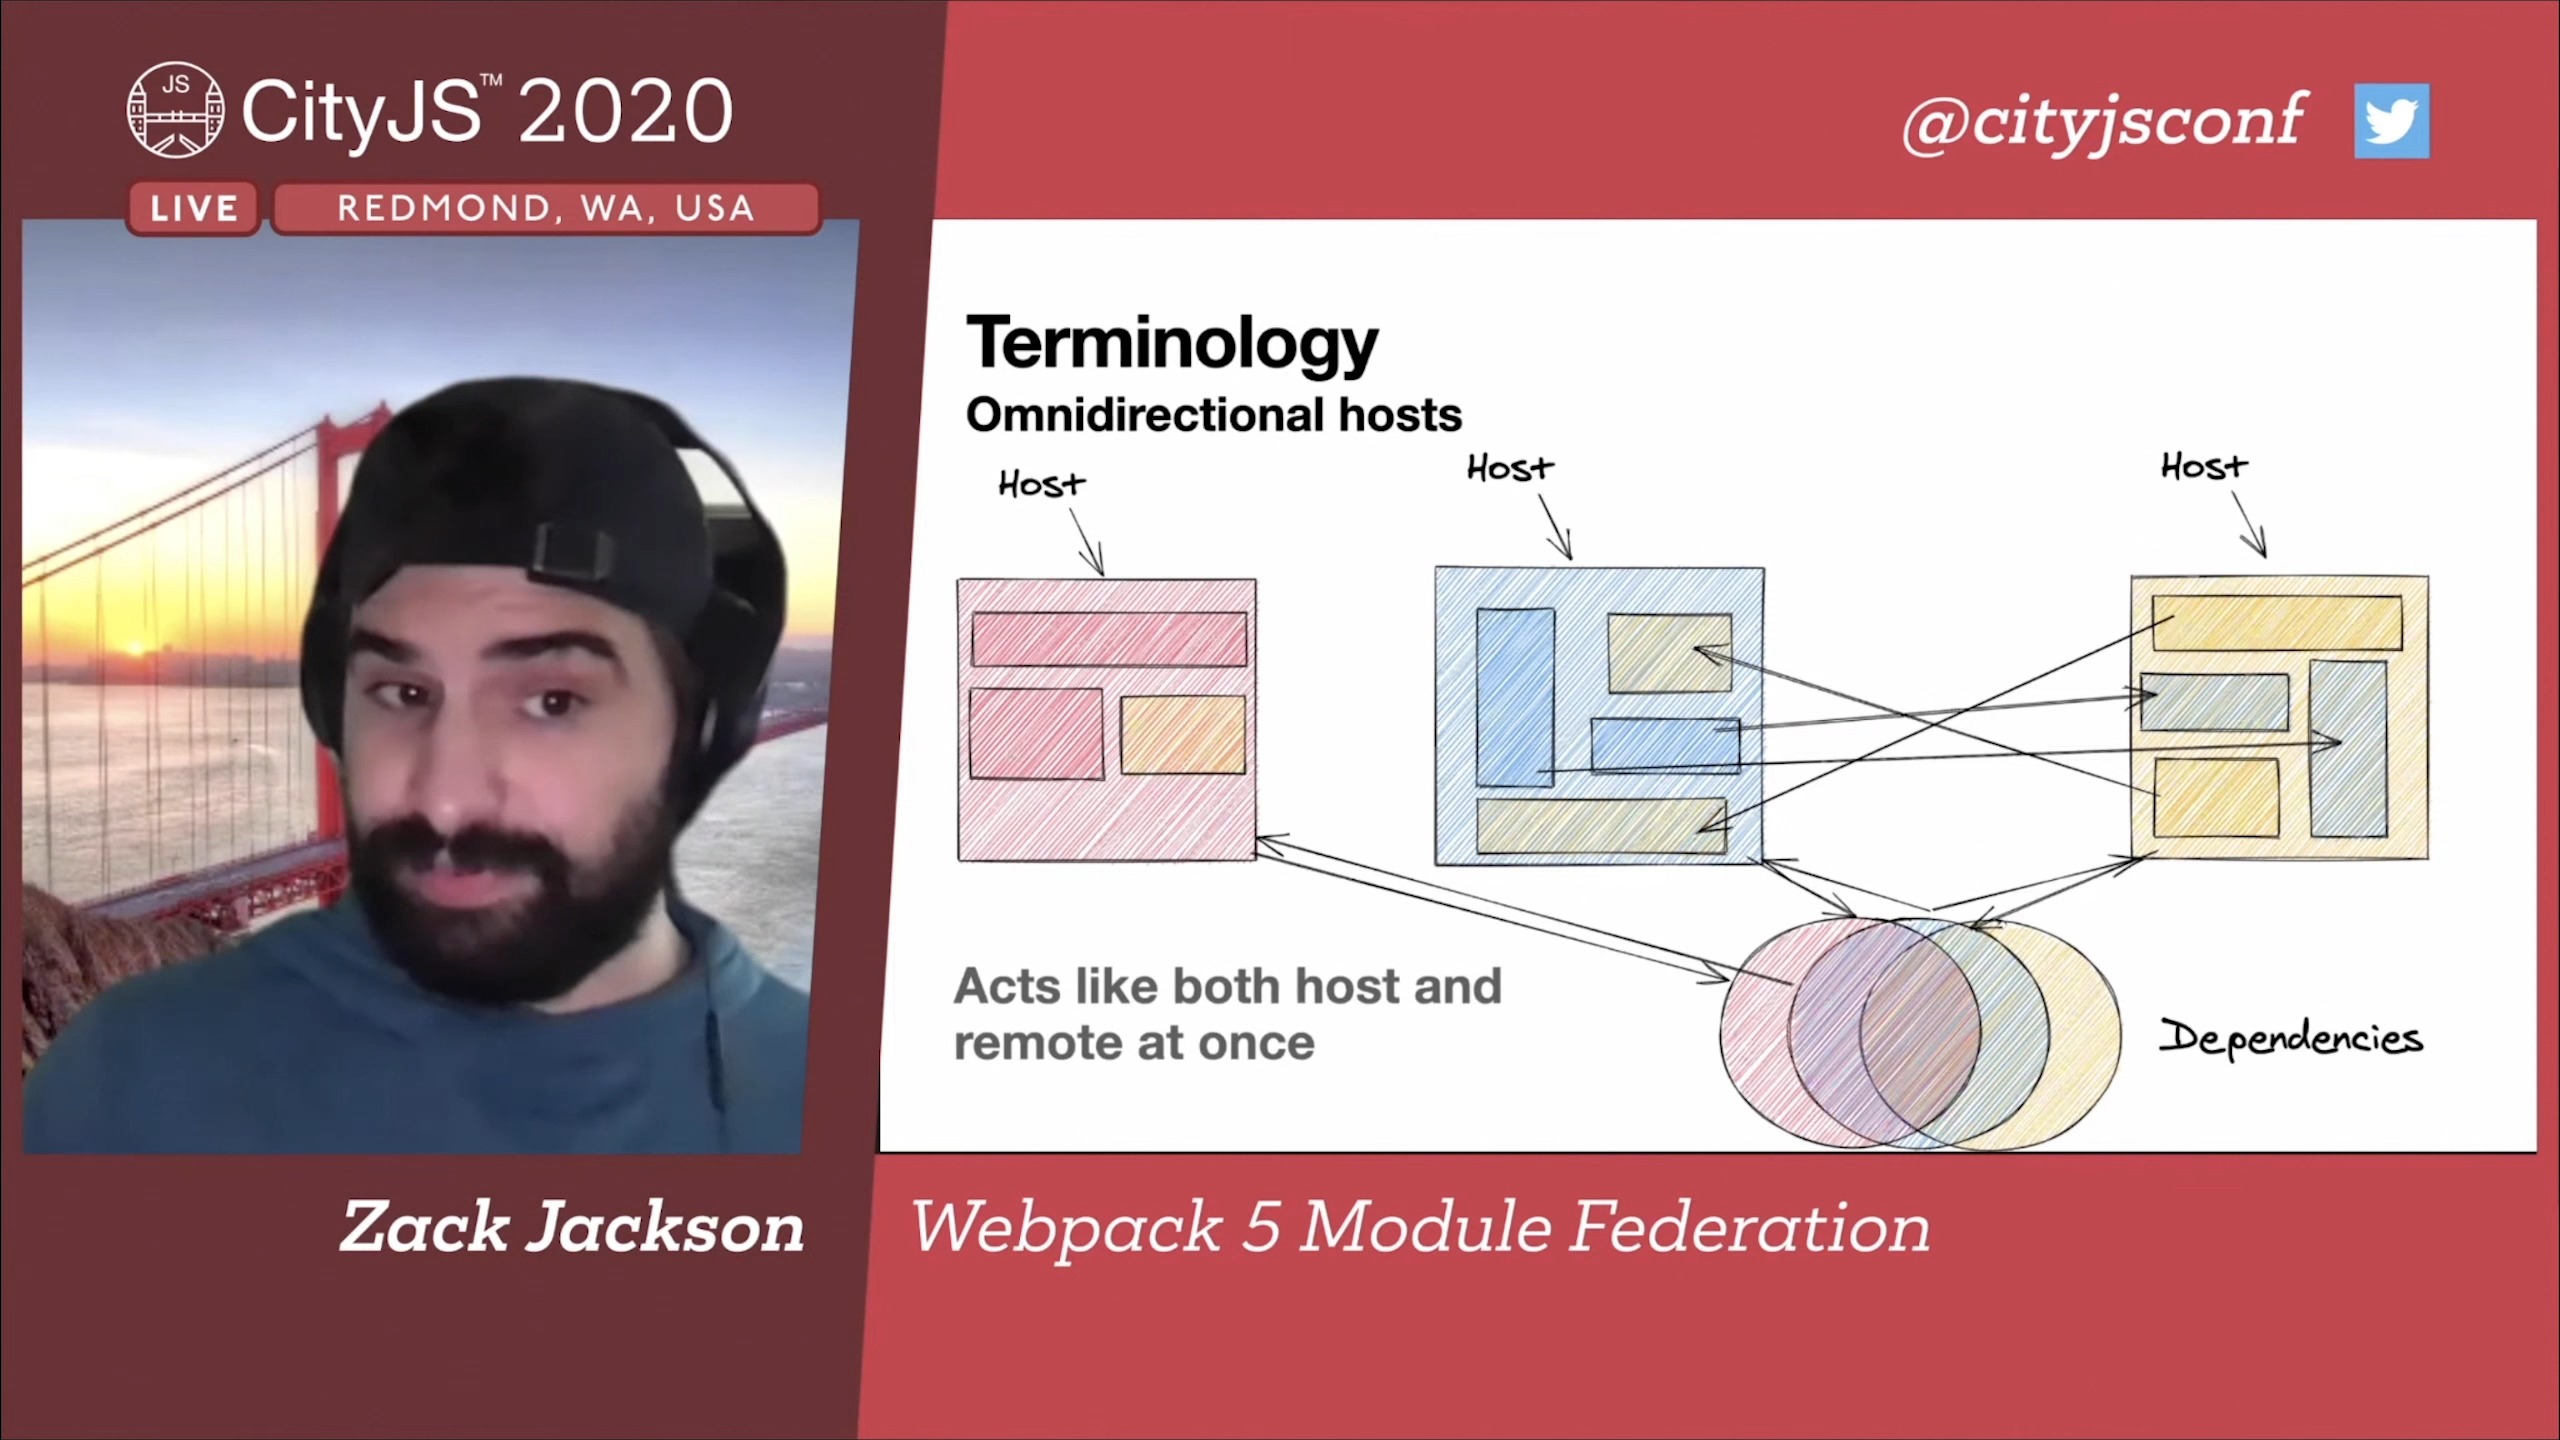 JS
CityJS™ 2020
LIVE
REDMOND, WA, USA
@cityjsconf
Terminology
Omnidirectional hosts
Host
Host
Host
Acts like both host and
remote at once
Dependencies
Zack Jackson
Webpack 5 Module Federation